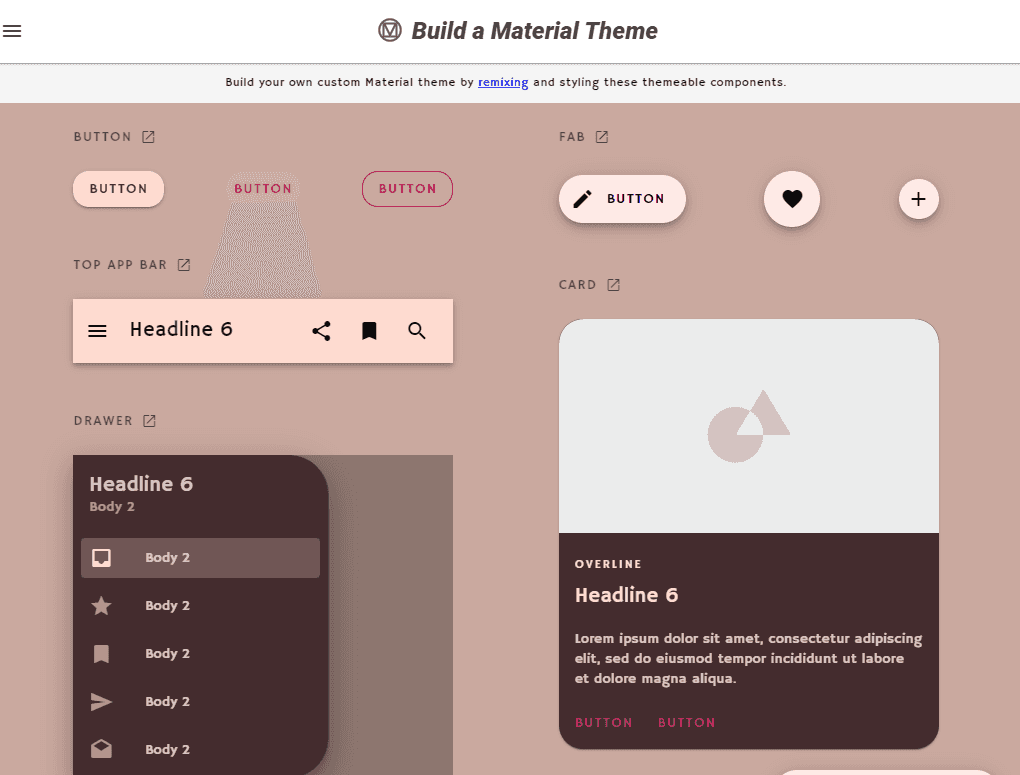 Build a Material Theme
Build your own custom Material theme by remixing and styling these themeable components.
BUTTON
BUTTON
BUTTON
BUTTON
TOP APP BAR
Headline 6
DRAWER
Headline 6
Body 2
Body 2
Body 2
Body 2
Body 2
Body 2
FAB
BUTTON
CARD
OVERLINE
Headline 6
Lorem ipsum dolor sit amet, consectetur adipiscing
elit, sed do eiusmod tempor incididunt ut labore
et dolore magna aliqua.
BUTTON BUTTON